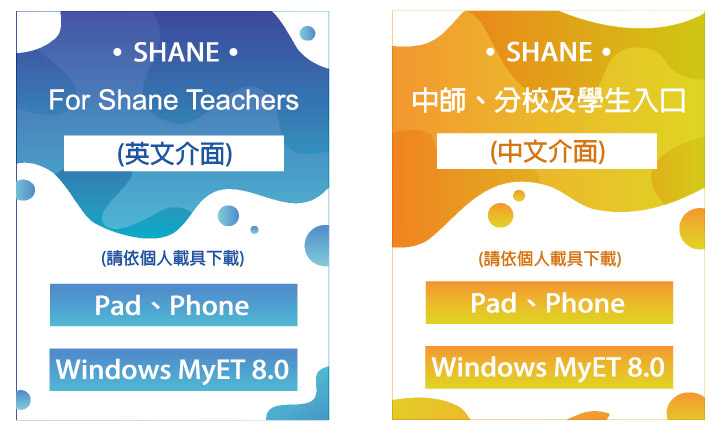 • SHANE •
For Shane Teachers
(英文介面)
(請依個人載具下載)
Pad、Phone
Windows MyET 8.0
• SHANE •
中師、分校及學生入口
(中文介面)
(請依個人載具下載)
Pad、Phone
Windows MyET 8.0